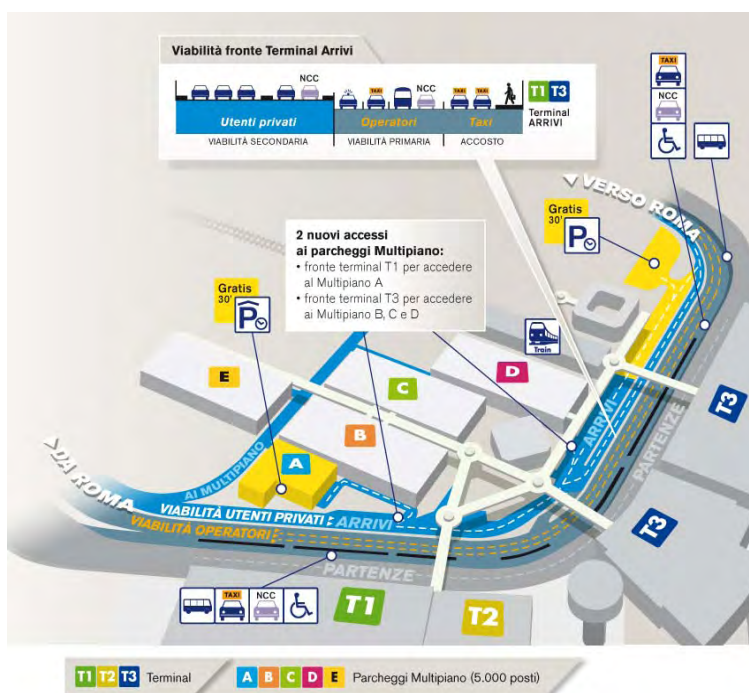 Viabilità fronte Terminal Arrivi
NCC
TAXI
NCC
TAXI
TAXI
T1 T3
Terminal
ARRIVI
Utenti privati
Operatori
Taxi
VIABILITÀ SECONDARIA
VIABILITÀ PRIMARIA
ACCOSTO
TAXI
NCC
VERSO ROMA
Gratis
30'
P
2 nuovi accessi
ai parcheggi Multipiano:
• fronte terminal T1 per accedere
al Multipiano A
• fronte terminal T3 per accedere
ai Multipiano B, C e D
Gratis
30'
P
Train
E
D
C
B
A
T3
ARRIVI
PARTENZE
DA ROMA
AI MULTIPIANO
VIABILITÀ UTENTI PRIVATI
ARRIVI
VIABILITÀ OPERATORI
T3
PARTENZE
TAXI
NCC
T1
T2
T1 T2 T3 Terminal
A B C D E Parcheggi Multipiano (5.000 posti)